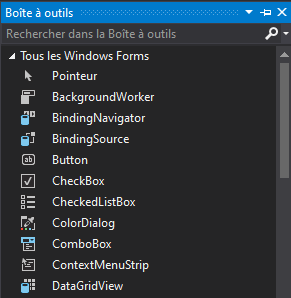 Boîte à outils
Rechercher dans la Boîte à outils
Tous les Windows Forms
Pointeur
BackgroundWorker
BindingNavigator
BindingSource
Button
CheckBox
CheckedListBox
ColorDialog
ComboBox
ContextMenuStrip
DataGridView